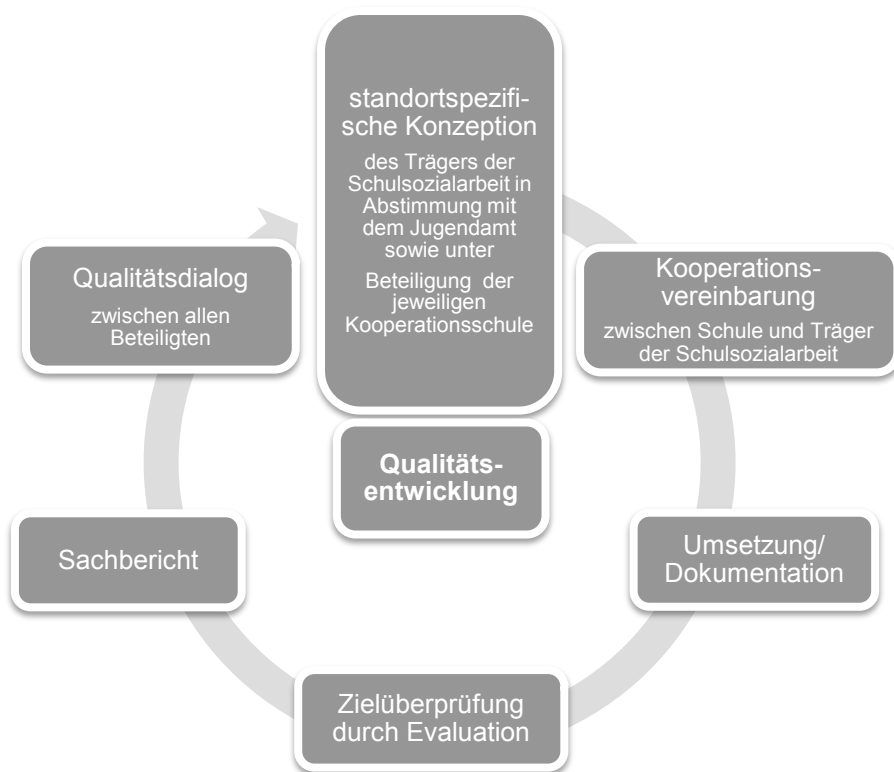 standortspezifi-
sche Konzeption
des Trägers der
Schulsozialarbeit in
Abstimmung mit
dem Jugendamt
sowie unter
Beteiligung der
jeweiligen
Kooperationsschule
Kooperations-
vereinbarung
zwischen Schule und Träger
der Schulsozialarbeit
Umsetzung/
Dokumentation
Zielüberprüfung
durch Evaluation
Sachbericht
Qualitätsdialog
zwischen allen
Beteiligten
Qualitäts-
entwicklung